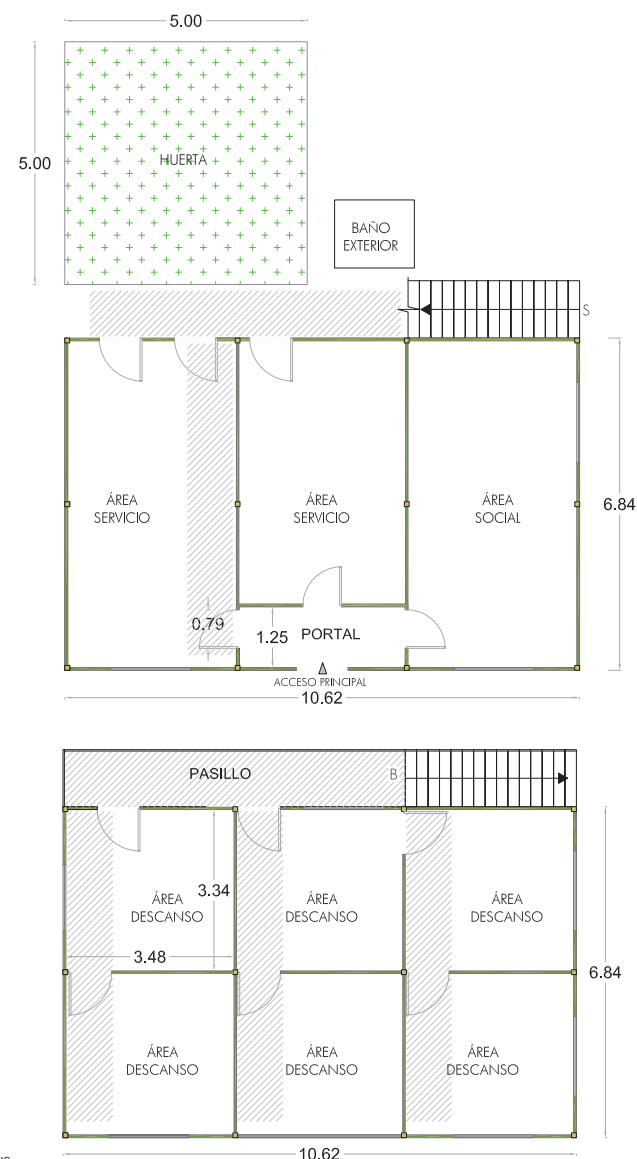 5.00
5.00
HUERTA
BAÑO
EXTERIOR
S
ÁREA
SERVICIO
ÁREA
SERVICIO
ÁREA
SOCIAL
6.84
0.79
1.25
PORTAL
ACCESO PRINCIPAL
10.62
PASILLO
B
3.34
ÁREA
DESCANSO
ÁREA
DESCANSO
ÁREA
DESCANSO
3.48
6.84
ÁREA
DESCANSO
ÁREA
DESCANSO
ÁREA
DESCANSO
10.62